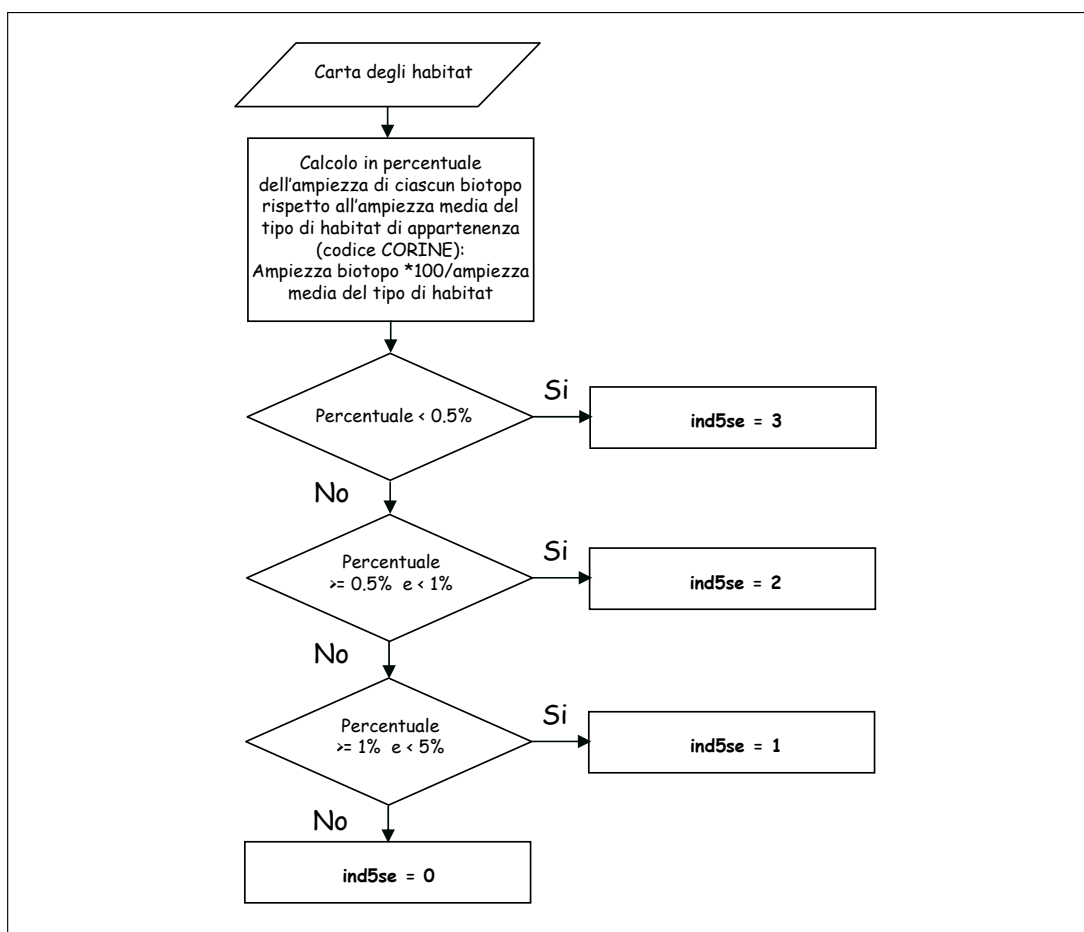 Carta degli habitat
Calcolo in percentuale
dell'ampiezza di ciascun biotopo
rispetto all'ampiezza media del
tipo di habitat di appartenenza
(codice CORINE):
Ampiezza biotopo *100/ampiezza
media del tipo di habitat
Percentuale < 0.5%
Si
ind5se = 3
No
Percentuale
>= 0.5% e < 1%
Si
ind5se = 2
No
Percentuale
>= 1% e < 5%
Si
ind5se = 1
No
ind5se = 0